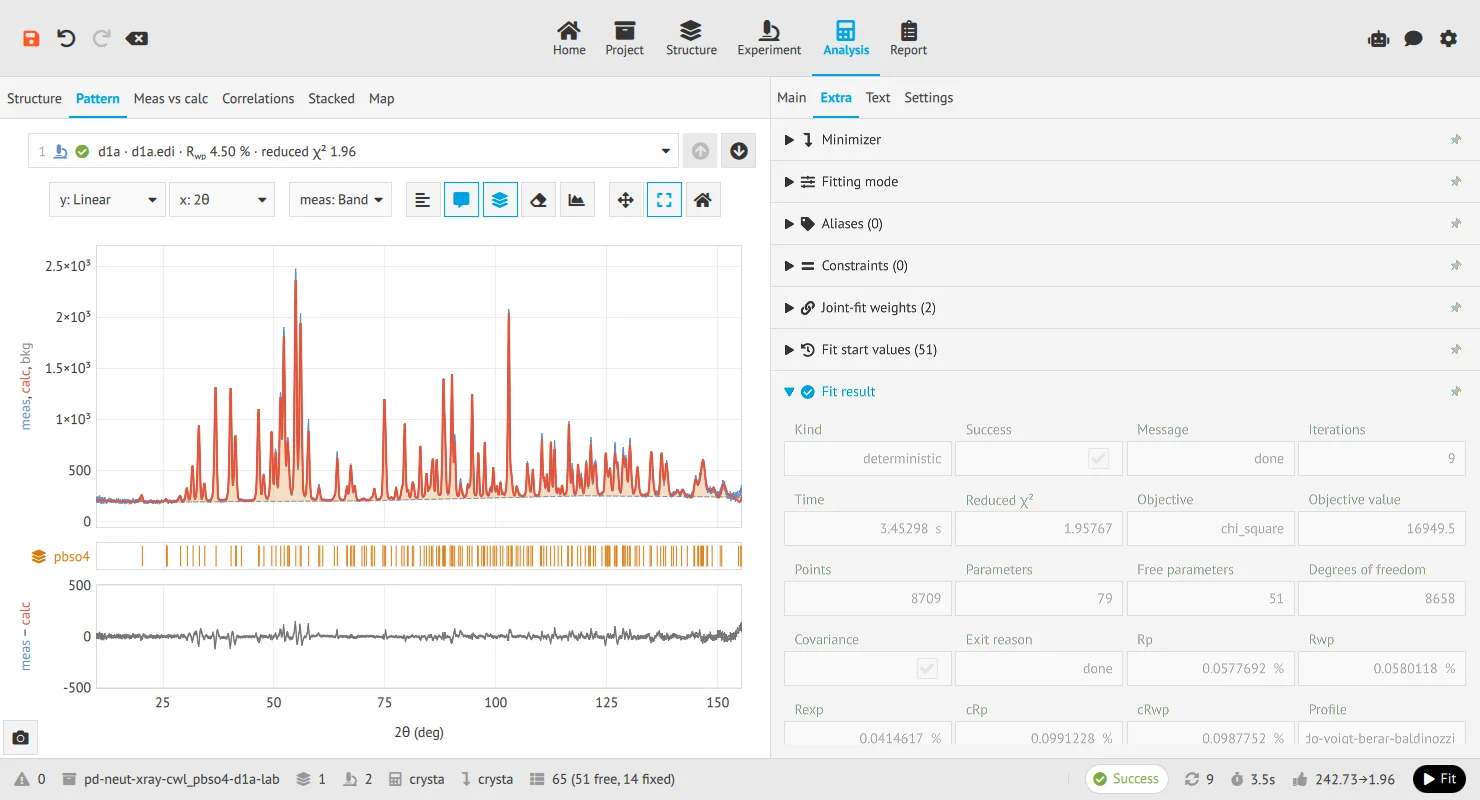 Home Project Structure Experiment Analysis Report
Structure Pattern Meas vs calc Correlations Stacked Map
Main Extra Text Settings
1 d1a · d1a.edi · Rwp 4.50 % · reduced χ² 1.96
y: Linear x: 2θ meas: Band
2.5×10³
2×10³
1.5×10³
1×10³
500
0
meas, calc, bkg
pbso4
500
0
-500
meas − calc
25 50 75 100 125 150
2θ (deg)
Minimizer
Fitting mode
Aliases (0)
Constraints (0)
Joint-fit weights (2)
Fit start values (51)
Fit result
Kind Success Message Iterations
deterministic done 9
Time Reduced χ² Objective Objective value
3.45298 s 1.95767 chi_square 16949.5
Points Parameters Free parameters Degrees of freedom
8709 79 51 8658
Covariance Exit reason Rp Rwp
done 0.0577692 % 0.0580118 %
Rexp cRp cRwp Profile
0.0414617 % 0.0991228 % 0.0987752 % do-voigt-berar-baldinozzi
0 pd-neut-xray-cwl_pbso4-d1a-lab 1 2 crysta crysta 65 (51 free, 14 fixed) Success 9 3.5s 242.73→1.96 Fit